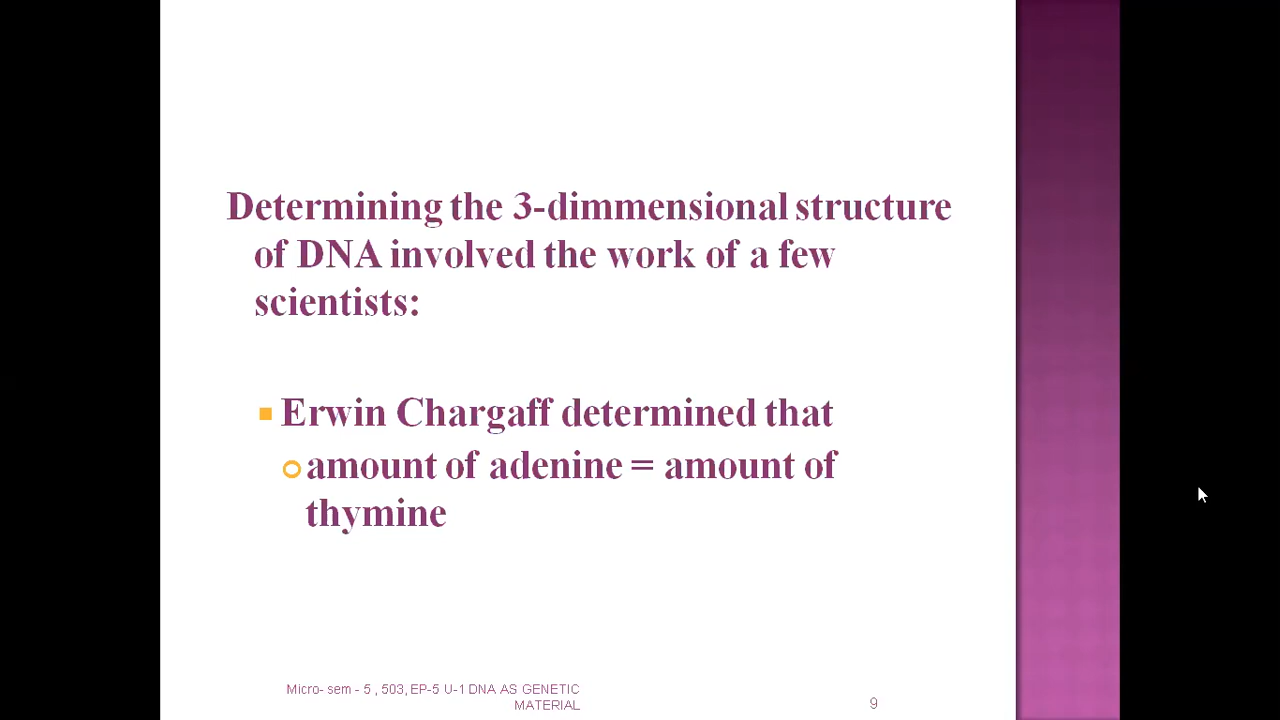 Determining the 3-dimmensional structure
of DNA involved the work of a few
scientists:
Erwin Chargaff determined that
amount of adenine = amount of
thymine
Micro- sem - 5 , 503, EP-5 U-1 DNA AS GENETIC
MATERIAL
9